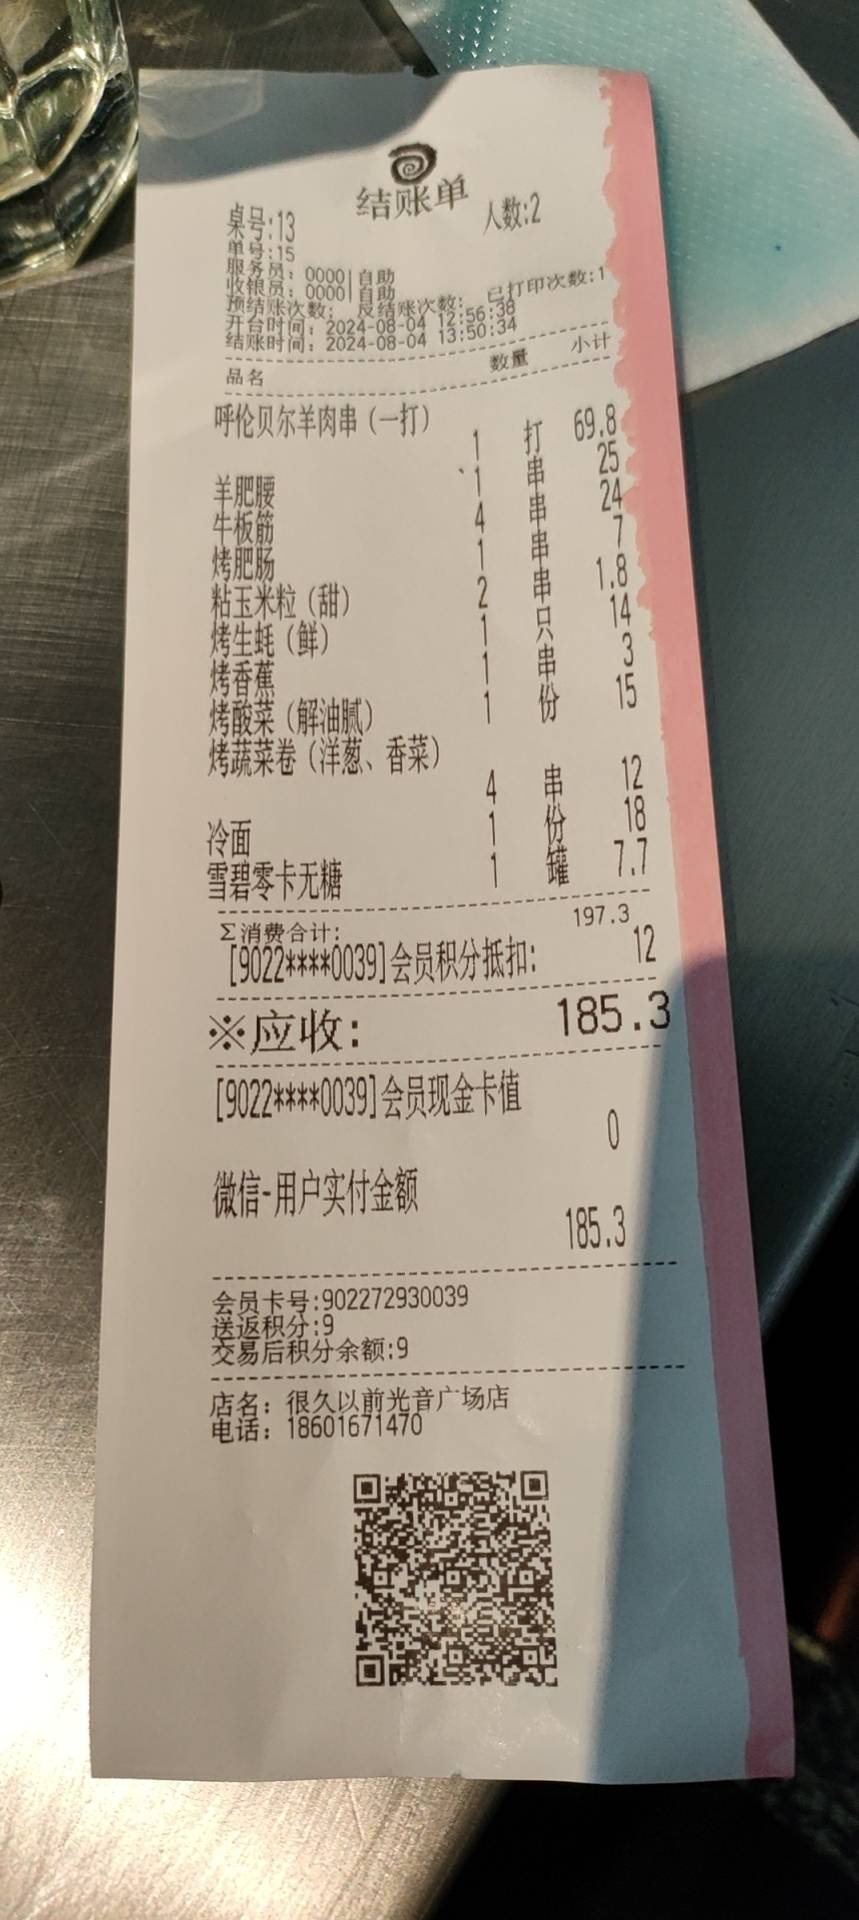 结账单
桌号:13 人数:2
单号:15
服务员: 0000|自助
收银员: 0000|自助
预结账次数: 反结账次数: 已打印次数:1
开台时间: 2024-08-04 12:56:38
结账时间: 2024-08-04 13:50:34
品名 数量 小计
呼伦贝尔羊肉串(一打)
1 打 69.8
羊肥腰 1 串 25
牛板筋 4 串 24
烤肥肠 1 串 7
粘玉米粒(甜) 2 串 1.8
烤生蚝(鲜) 1 只 14
烤香蕉 1 串 3
烤酸菜(解油腻) 1 份 15
烤蔬菜卷(洋葱、香菜)
4 串 12
冷面 1 份 18
雪碧零卡无糖 1 罐 7.7
Σ消费合计: 197.3
[9022****0039]会员积分抵扣: 12
※应收: 185.3
[9022****0039]会员现金卡值
0
微信-用户实付金额
185.3
会员卡号:902272930039
送返积分:9
交易后积分余额:9
店名: 很久以前光音广场店
电话: 18601671470